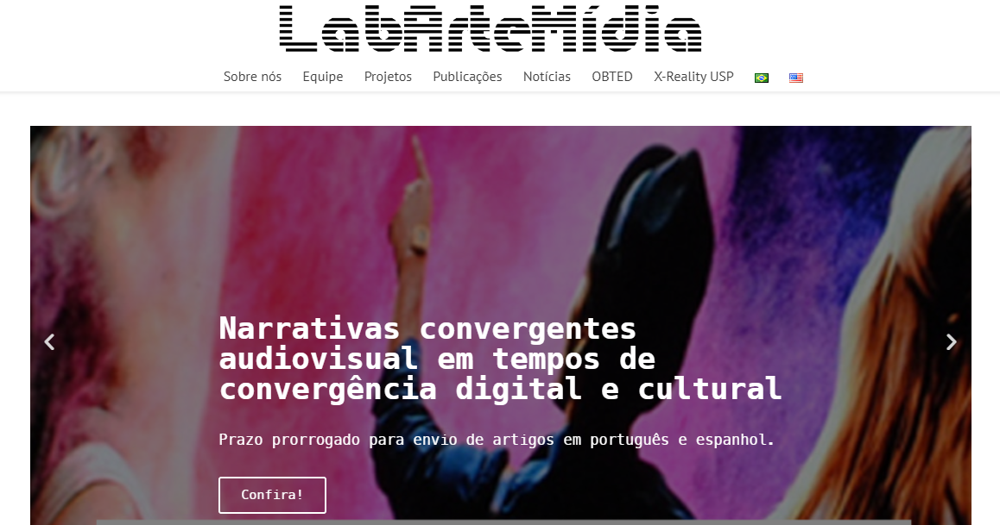 LabArteMídia
Sobre nós Equipe Projetos Publicações Notícias OBTED X-Reality USP
Narrativas convergentes
audiovisual em tempos de
convergência digital e cultural
Prazo prorrogado para envio de artigos em português e espanhol.
Confira!